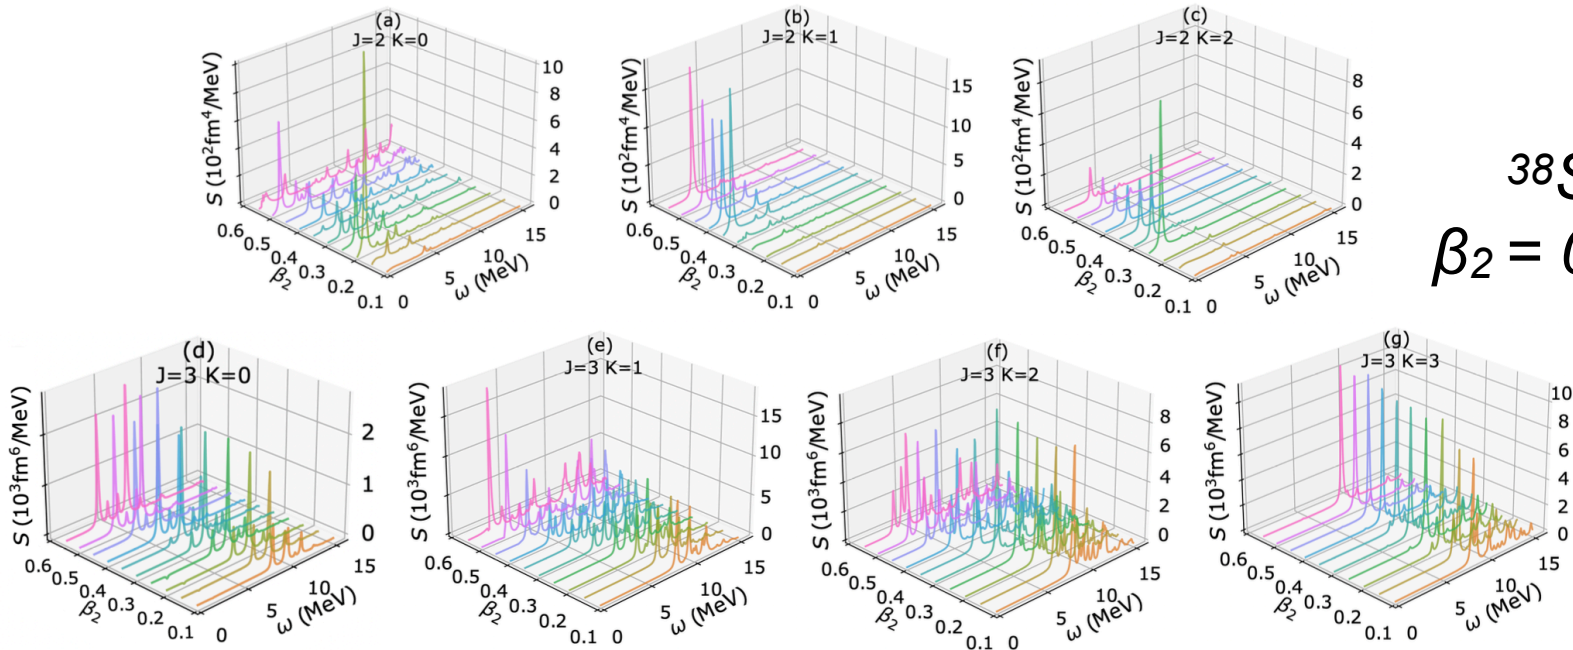 (a)
J=2 K=0
S (10²fm⁴/MeV)
10
8
6
4
2
0
0.6
0.5
0.4
0.3
0.2
0.1
β₂
0
5
10
15
ω (MeV)
(b)
J=2 K=1
S (10²fm⁴/MeV)
15
10
5
0
0.6
0.5
0.4
0.3
0.2
0.1
β₂
0
5
10
15
ω (MeV)
(c)
J=2 K=2
S (10²fm⁴/MeV)
8
6
4
2
0
0.6
0.5
0.4
0.3
0.2
0.1
β₂
0
5
10
15
ω (MeV)
³⁸S
β₂ = 0
(d)
J=3 K=0
S (10³fm⁶/MeV)
2
1
0
0.6
0.5
0.4
0.3
0.2
0.1
β₂
0
5
10
15
ω (MeV)
(e)
J=3 K=1
S (10³fm⁶/MeV)
15
10
5
0
0.6
0.5
0.4
0.3
0.2
0.1
β₂
0
5
10
15
ω (MeV)
(f)
J=3 K=2
S (10³fm⁶/MeV)
8
6
4
2
0
0.6
0.5
0.4
0.3
0.2
0.1
β₂
0
5
10
15
ω (MeV)
(g)
J=3 K=3
S (10³fm⁶/MeV)
10
8
6
4
2
0
0.6
0.5
0.4
0.3
0.2
0.1
β₂
0
5
10
15
ω (MeV)